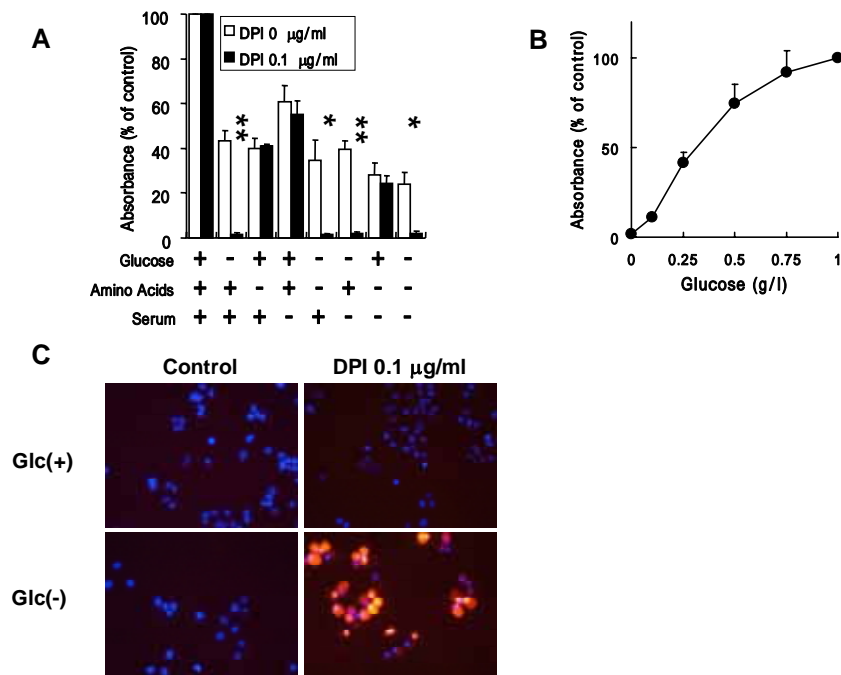 A
DPI 0 µg/ml
DPI 0.1 µg/ml
Absorbance (% of control)
100
80
60
40
20
0
**
*
**
*
Glucose + - + + - - + -
Amino Acids + + - + - + - -
Serum + + + - + - - -
B
Absorbance (% of control)
100
50
0
0 0.25 0.5 0.75 1
Glucose (g/l)
C
Control DPI 0.1 µg/ml
Glc(+)
Glc(-)